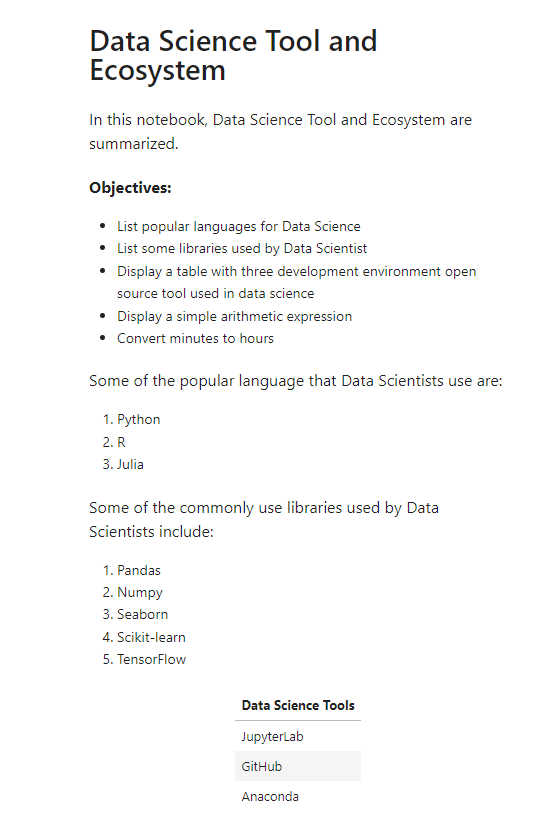 Data Science Tool and
Ecosystem
In this notebook, Data Science Tool and Ecosystem are
summarized.
Objectives:
• List popular languages for Data Science
• List some libraries used by Data Scientist
• Display a table with three development environment open
source tool used in data science
• Display a simple arithmetic expression
• Convert minutes to hours
Some of the popular language that Data Scientists use are:
1. Python
2. R
3. Julia
Some of the commonly use libraries used by Data
Scientists include:
1. Pandas
2. Numpy
3. Seaborn
4. Scikit-learn
5. TensorFlow
Data Science Tools
JupyterLab
GitHub
Anaconda